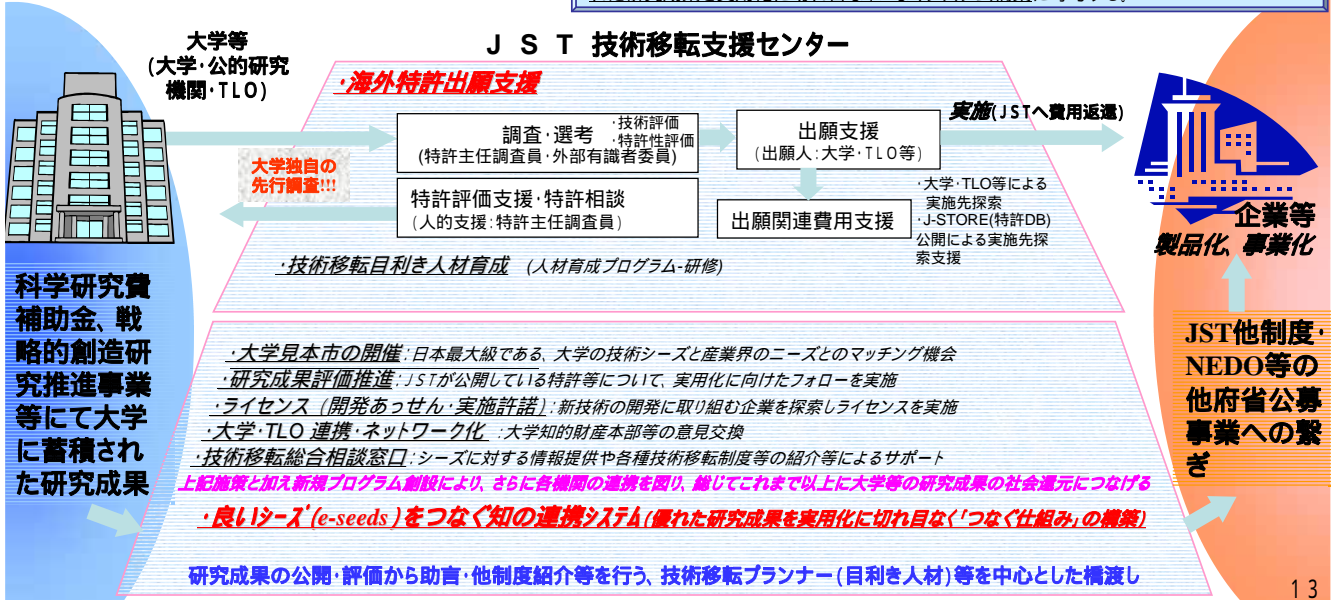 大学等
(大学･公的研究
機関･TLO)
ＪＳＴ 技術移転支援センター
･海外特許出願支援
調査･選考
･技術評価
･特許性評価
(特許主任調査員･外部有識者委員)
出願支援
(出願人:大学･TLO等)
実施(JSTへ費用返還)
大学独自の
先行調査!!!
特許評価支援･特許相談
(人的支援:特許主任調査員)
出願関連費用支援
･大学･TLO等による
実施先探索
･J-STORE(特許DB)
公開による実施先探
索支援
企業等
製品化、事業化
･技術移転目利き人材育成 (人材育成プログラム-研修)
科学研究費
補助金、戦
略的創造研
究推進事業
等にて大学
に蓄積され
た研究成果
･大学見本市の開催:日本最大級である、大学の技術シーズと産業界のニーズとのマッチング機会
･研究成果評価推進:JSTが公開している特許等について、実用化に向けたフォローを実施
･ライセンス (開発あっせん･実施許諾):新技術の開発に取り組む企業を探索しライセンスを実施
･大学･TLO 連携･ネットワーク化 :大学知的財産本部等の意見交換
･技術移転総合相談窓口:シーズに対する情報提供や各種技術移転制度等の紹介等によるサポート
上記施策と加え新規プログラム創設により、さらに各機関の連携を図り、総じてこれまで以上に大学等の研究成果の社会還元につなげる
･良いシーズ(e-seeds)をつなぐ知の連携システム(優れた研究成果を実用化に切れ目なく｢つなぐ仕組み｣の構築)
研究成果の公開･評価から助言･他制度紹介等を行う、技術移転プランナー(目利き人材)等を中心とした橋渡し
JST他制度･
NEDO等の
他府省公募
事業への繋
ぎ
13